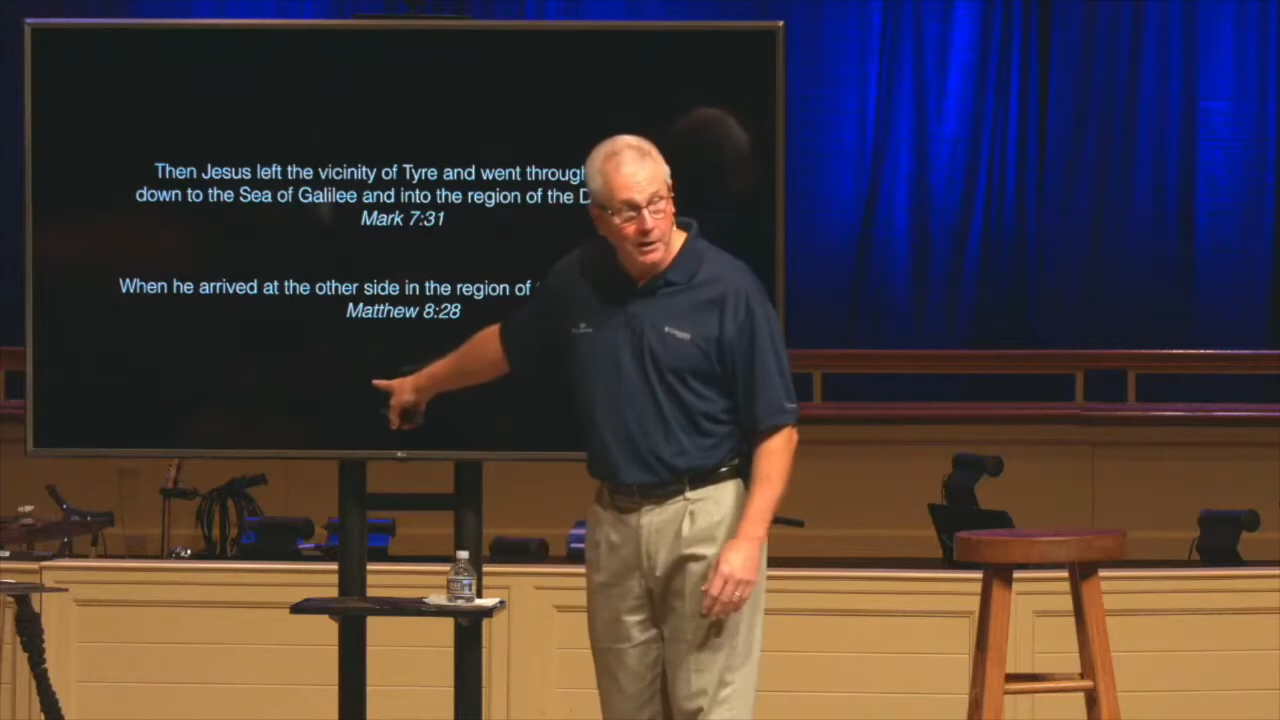 Then Jesus left the vicinity of Tyre and went through
down to the Sea of Galilee and into the region of the D
Mark 7:31
When he arrived at the other side in the region of
Matthew 8:28